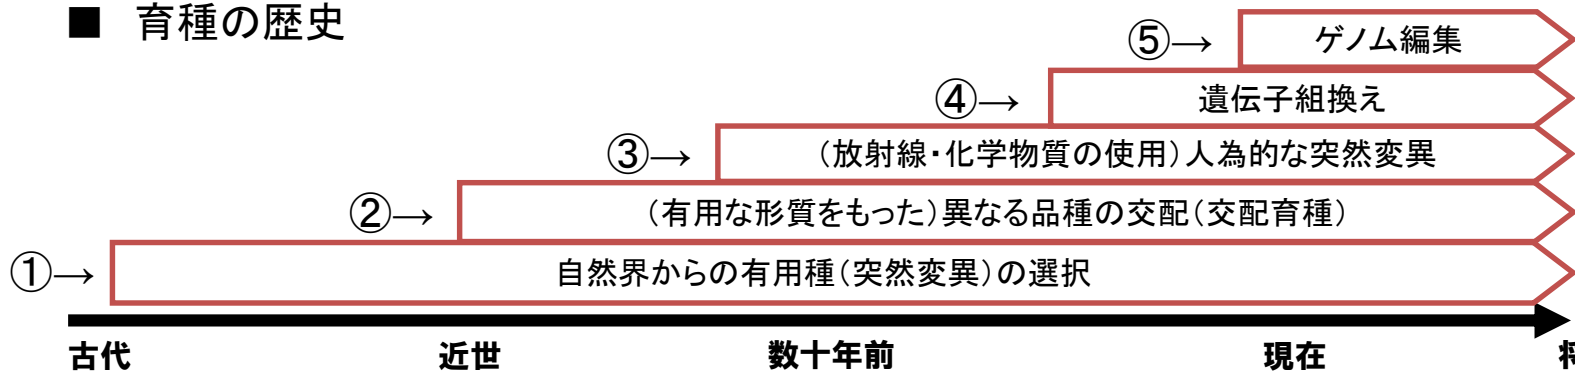 ■ 育種の歴史
⑤→ ゲノム編集
④→ 遺伝子組換え
③→ (放射線・化学物質の使用)人為的な突然変異
②→ (有用な形質をもった)異なる品種の交配(交配育種)
①→ 自然界からの有用種(突然変異)の選択
古代 近世 数十年前 現在